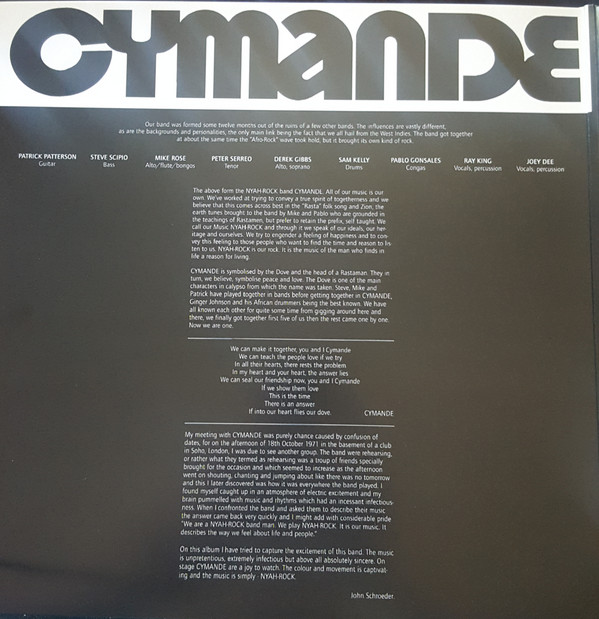 CYMANDE
Our band was formed some twelve months out of the ruins of a few other bands. The influences are vastly different,
as are the backgrounds and personalities, the only main link being the fact that we all hail from the West Indies. The band got together
at about the same time the "Afro-Rock" wave took hold, but it brought its own kind of rock.
PATRICK PATTERSON STEVE SCIPIO MIKE ROSE PETER SERREO DEREK GIBBS SAM KELLY PABLO GONSALES RAY KING JOEY DEE
Guitar Bass Alto/flute/bongos Tenor Alto, soprano Drums Congas Vocals, percussion Vocals, percussion
The above form the NYAH-ROCK band CYMANDE. All of our music is our
own. We've worked at trying to convey a true spirit of togetherness and we
believe that this comes across best in the "Rasta" folk song and Zion, the
earth tunes brought to the band by Mike and Pablo who are grounded in
the teachings of Rastamen, but prefer to retain the prefix, self taught. We
call our Music NYAH-ROCK and through it we speak of our ideals, our her-
itage and ourselves. We try to engender a feeling of happiness and to con-
vey this feeling to those people who want to find the time and reason to lis-
ten to us. NYAH-ROCK is our rock. It is the music of the man who finds in
life a reason for living.
CYMANDE is symbolised by the Dove and the head of a Rastaman. They in
turn, we believe, symbolise peace and love. The Dove is one of the main
characters in calypso from which the name was taken. Steve, Mike and
Patrick have played together in bands before getting together in CYMANDE,
Ginger Johnson and his African drummers being the best known. We have
all known each other for quite some time from gigging around here and
there, we finally got together first five of us then the rest came one by one.
Now we are one.
We can make it together, you and I Cymande
We can teach the people love if we try
In all their hearts, there rests the problem
In my heart and your heart, the answer lies
We can seal our friendship now, you and I Cymande
If we show them love
This is the time
There is an answer
If into our heart flies our dove. CYMANDE
My meeting with CYMANDE was purely chance caused by confusion of
dates, for on the afternoon of 18th October 1971 in the basement of a club
in Soho, London, I was due to see another group. The band were rehearsing,
or rather what they termed as rehearsing was a troup of friends specially
brought for the occasion and which seemed to increase as the afternoon
went on shouting, chanting and jumping about like there was no tomorrow
and this I later discovered was how it was everywhere the band played. I
found myself caught up in an atmosphere of electric excitement and my
brain pummelled with music and rhythms which had an incessant infectious-
ness. When I confronted the band and asked them to describe their music
the answer came back very quickly and I might add with considerable pride
"We are a NYAH-ROCK band man. We play NYAH-ROCK. It is our music. It
describes the way we feel about life and people."
On this album I have tried to capture the excitement of this band. The music
is unpretentious, extremely infectious but above all absolutely sincere. On
stage CYMANDE are a joy to watch. The colour and movement is captivat-
ing and the music is simply - NYAH-ROCK.
John Schroeder.